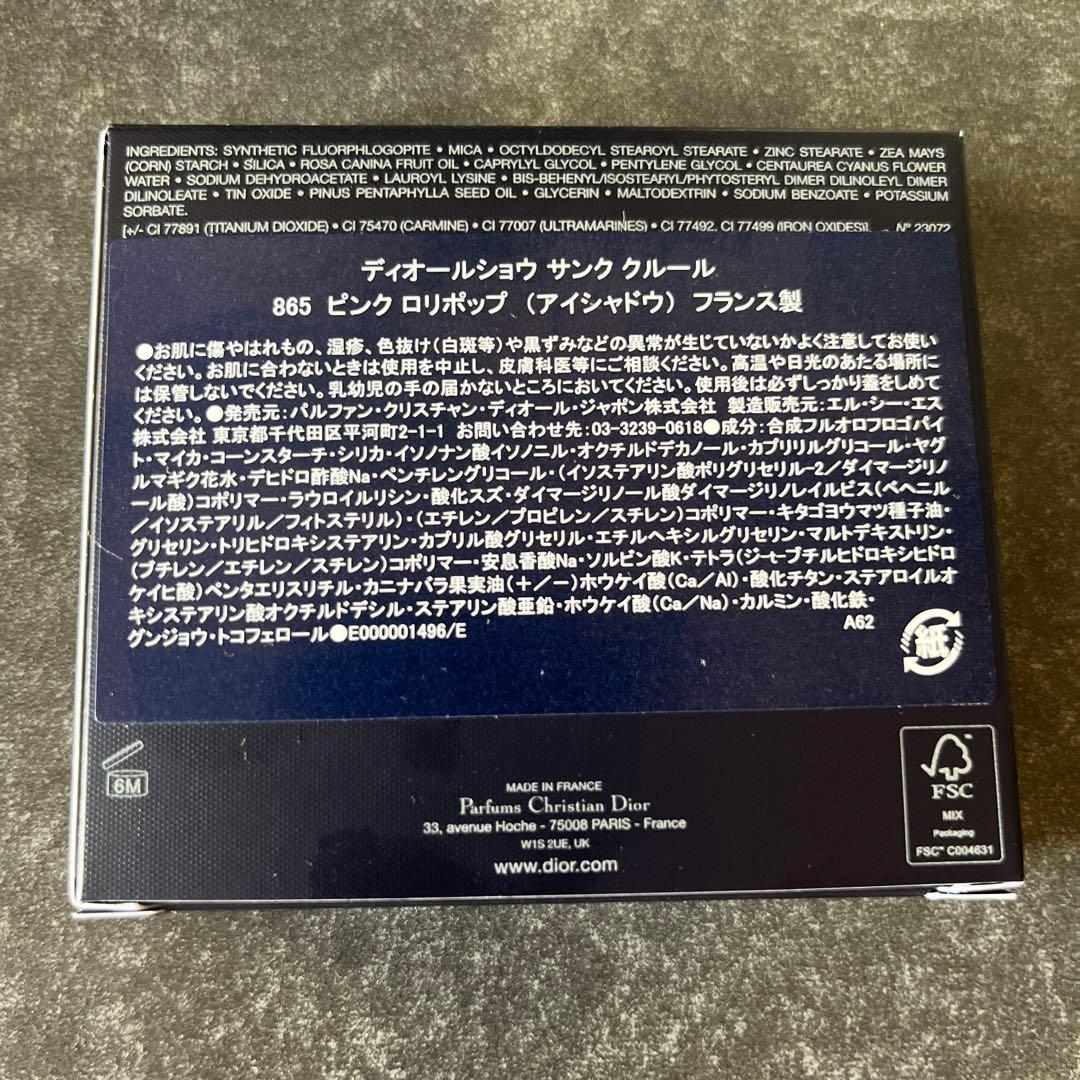 INGREDIENTS: SYNTHETIC FLUORPHLOGOPITE • MICA • OCTYLDODECYL STEAROYL STEARATE • ZINC STEARATE • ZEA MAYS
(CORN) STARCH • SILICA • ROSA CANINA FRUIT OIL • CAPRYLYL GLYCOL • PENTYLENE GLYCOL • CENTAUREA CYANUS FLOWER
WATER • SODIUM DEHYDROACETATE • LAUROYL LYSINE • BIS-BEHENYL/ISOSTEARYL/PHYTOSTERYL DIMER DILINOLEYL DIMER
DILINOLEATE • TIN OXIDE • PINUS PENTAPHYLLA SEED OIL • GLYCERIN • MALTODEXTRIN • SODIUM BENZOATE • POTASSIUM
SORBATE.
[+/- CI 77891 (TITANIUM DIOXIDE) • CI 75470 (CARMINE) • CI 77007 (ULTRAMARINES) • CI 77492, CI 77499 (IRON OXIDES)]. N° 23072
ディオールショウ サンク クルール
865 ピンク ロリポップ （アイシャドウ） フランス製
●お肌に傷やはれもの、湿疹、色抜け（白斑等）や黒ずみなどの異常が生じていないかよく注意してお使い
ください。お肌に合わないときは使用を中止し、皮膚科医等にご相談ください。高温や日光のあたる場所に
は保管しないでください。乳幼児の手の届かないところにおいてください。使用後は必ずしっかり蓋をしめて
ください。●発売元：パルファン・クリスチャン・ディオール・ジャポン株式会社 製造販売元：エル・シー・エス
株式会社 東京都千代田区平河町2-1-1 お問い合わせ先：03-3239-0618●成分：合成フルオロフロゴパイ
ト・マイカ・コーンスターチ・シリカ・イソノナン酸イソノニル・オクチルドデカノール・カプリリルグリコール・ヤグ
ルマギク花水・デヒドロ酢酸Na・ペンチレングリコール・（イソステアリン酸ポリグリセリル-2／ダイマージリノ
ール酸）コポリマー・ラウロイルリシン・酸化スズ・ダイマージリノール酸ダイマージリノレイルビス（ベヘニル
／イソステアリル／フィトステリル）・（エチレン／プロピレン／スチレン）コポリマー・キタゴヨウマツ種子油・
グリセリン・トリヒドロキシステアリン・カプリル酸グリセリル・エチルヘキシルグリセリン・マルトデキストリン・
（ブチレン／エチレン／スチレン）コポリマー・安息香酸Na・ソルビン酸K・テトラ（ジ-t-ブチルヒドロキシヒドロ
ケイヒ酸）ペンタエリスリチル・カニナバラ果実油（＋／－）ホウケイ酸（Ca／Al）・酸化チタン・ステアロイルオ
キシステアリン酸オクチルドデシル・ステアリン酸亜鉛・ホウケイ酸（Ca／Na）・カルミン・酸化鉄・
グンジョウ・トコフェロール●E000001496/E A62
紙
6M
MADE IN FRANCE
Parfums Christian Dior
33, avenue Hoche - 75008 PARIS - France
W1S 2UE, UK
www.dior.com
FSC
MIX
Packaging
FSC™ C004631